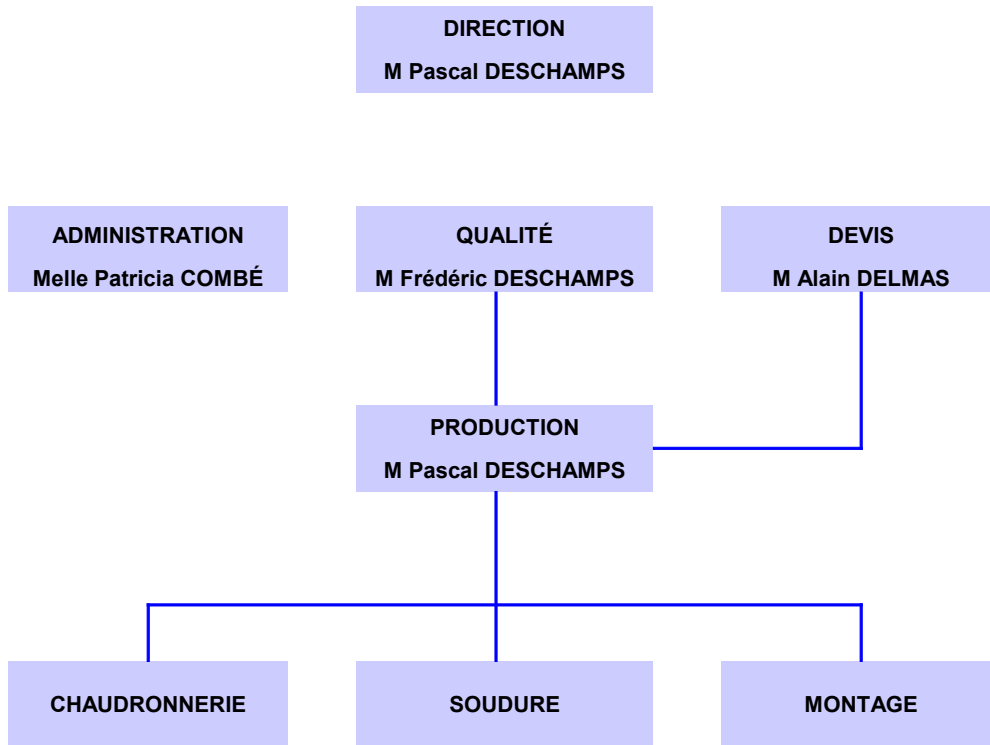 DIRECTION
M Pascal DESCHAMPS
ADMINISTRATION
Melle Patricia COMBÉ
QUALITÉ
M Frédéric DESCHAMPS
DEVIS
M Alain DELMAS
PRODUCTION
M Pascal DESCHAMPS
CHAUDRONNERIE
SOUDURE
MONTAGE